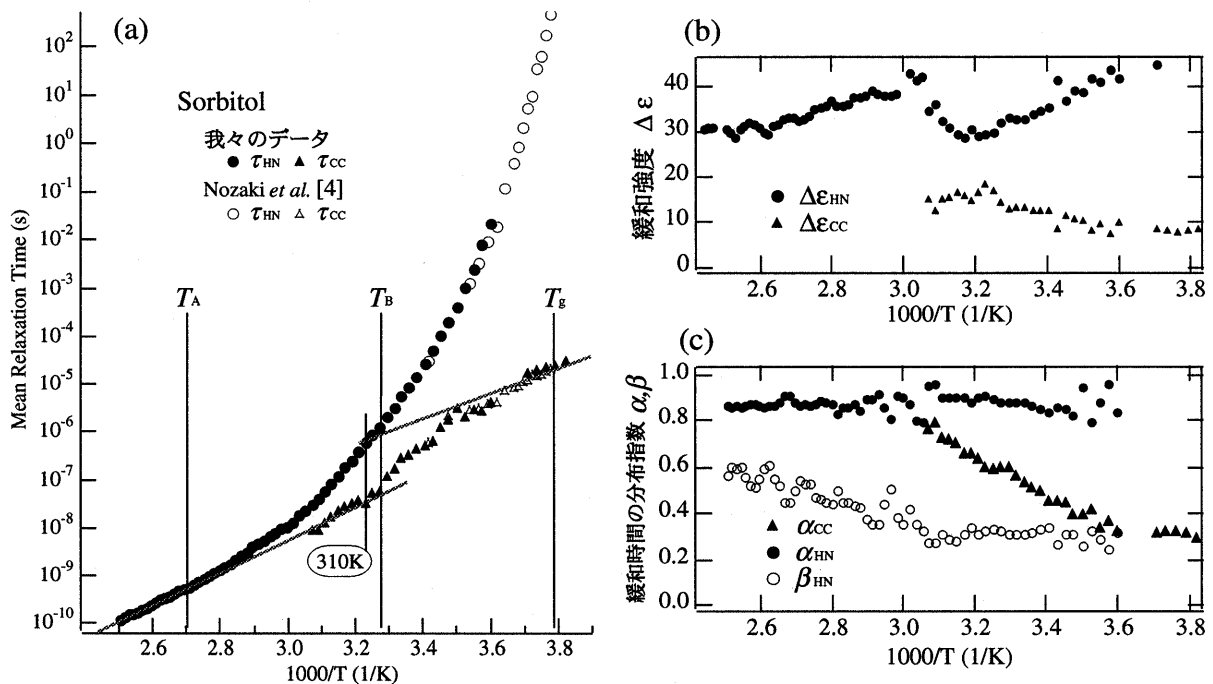 (a)
Mean Relaxation Time (s)
10²
10¹
10⁰
10⁻¹
10⁻²
10⁻³
10⁻⁴
10⁻⁵
10⁻⁶
10⁻⁷
10⁻⁸
10⁻⁹
10⁻¹⁰
Sorbitol
我々のデータ
● τHN ▲ τCC
Nozaki et al. [4]
○ τHN △ τCC
TA
TB
Tg
310K
2.6 2.8 3.0 3.2 3.4 3.6 3.8
1000/T (1/K)
(b)
緩和強度 Δε
40
30
20
10
0
● ΔεHN
▲ ΔεCC
2.6 2.8 3.0 3.2 3.4 3.6 3.8
1000/T (1/K)
(c)
緩和時間の分布指数 α,β
1.0
0.8
0.6
0.4
0.2
0.0
▲ αCC
● αHN
○ βHN
2.6 2.8 3.0 3.2 3.4 3.6 3.8
1000/T (1/K)